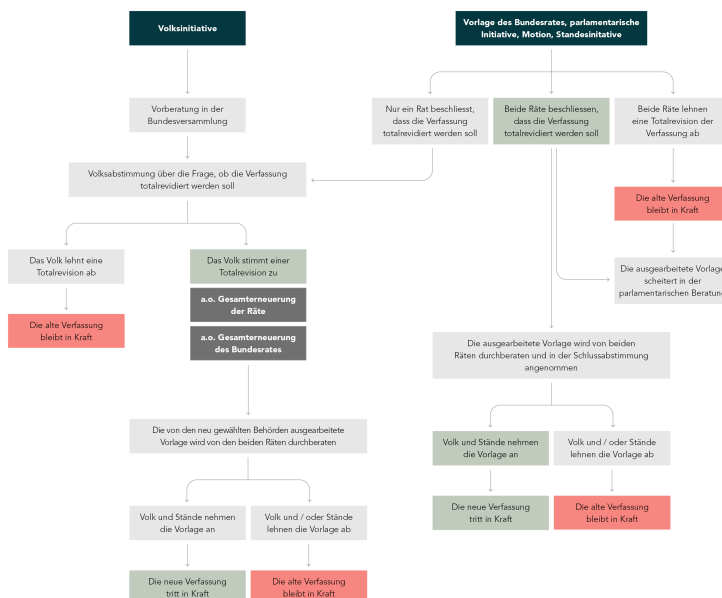 Volksinitiative
Vorlage des Bundesrates, parlamentarische
Initiative, Motion, Standesinitative
Vorberatung in der
Bundesversammlung
Nur ein Rat beschliesst,
dass die Verfassung
totalrevidiert werden soll
Beide Räte beschliessen,
dass die Verfassung
totalrevidiert werden soll
Beide Räte lehnen
eine Totalrevision der
Verfassung ab
Volksabstimmung über die Frage, ob die Verfassung
totalrevidiert werden soll
Die alte Verfassung
bleibt in Kraft
Das Volk lehnt eine
Totalrevision ab
Das Volk stimmt einer
Totalrevision zu
Die ausgearbeitete Vorlage
scheitert in der
parlamentarischen Beratung
a.o. Gesamterneuerung
der Räte
Die alte Verfassung
bleibt in Kraft
a.o. Gesamterneuerung
des Bundesrates
Die ausgearbeitete Vorlage wird von beiden
Räten durchberaten und in der Schlussabstimmung
angenommen
Die von den neu gewählten Behörden ausgearbeitete
Vorlage wird von den beiden Räten durchberaten
Volk und Stände nehmen
die Vorlage an
Volk und / oder Stände
lehnen die Vorlage ab
Die neue Verfassung
tritt in Kraft
Die alte Verfassung
bleibt in Kraft
Volk und Stände nehmen
die Vorlage an
Volk und / oder Stände
lehnen die Vorlage ab
Die neue Verfassung
tritt in Kraft
Die alte Verfassung
bleibt in Kraft